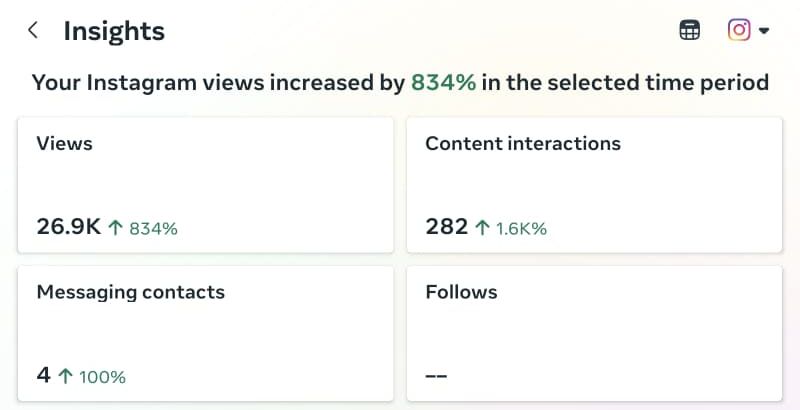 Insights
Your Instagram views increased by 834% in the selected time period
Views
26.9K ↑ 834%
Content interactions
282 ↑ 1.6K%
Messaging contacts
4 ↑ 100%
Follows
--